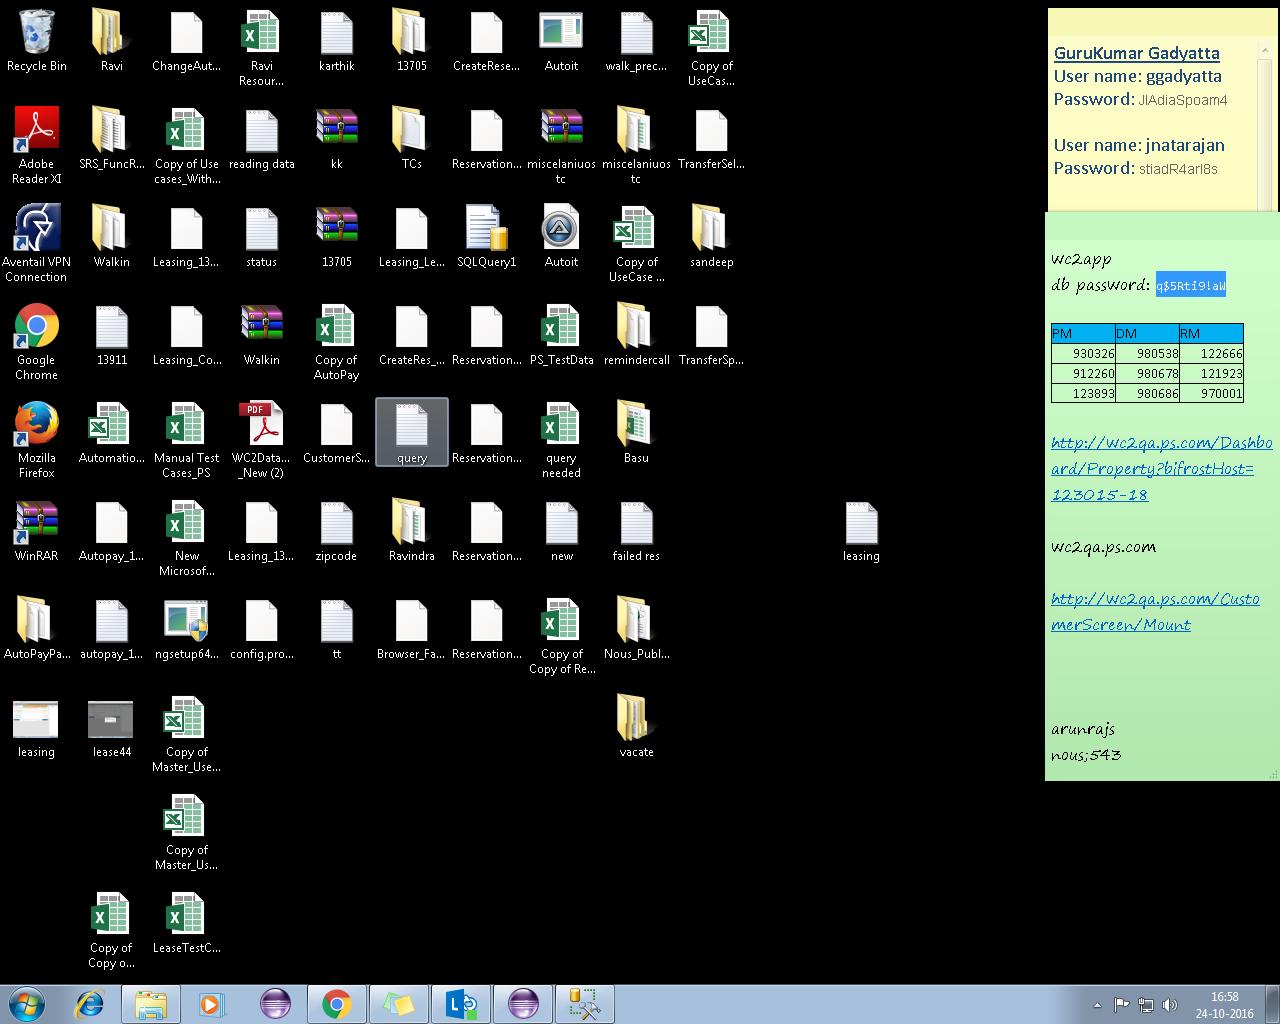 Recycle Bin
Ravi
ChangeAut...
Ravi
Resour...
karthik
13705
CreateRese...
Autoit
walk_prec...
Copy of
UseCas...
Adobe
Reader XI
SRS_FuncR...
Copy of Use
cases_With...
reading data
kk
TCs
Reservation...
miscelaniuos
tc
miscelaniuos
tc
TransferSel...
Aventail VPN
Connection
Walkin
Leasing_13...
status
13705
Leasing_Le...
SQLQuery1
Autoit
Copy of
UseCase ...
sandeep
Google
Chrome
13911
Leasing_Co...
Walkin
Copy of
AutoPay
CreateRes_...
Reservation...
PS_TestData
remindercall
TransferSp...
Mozilla
Firefox
Automatio...
Manual Test
Cases_PS
PDF
WC2Data...
_New (2)
CustomerS...
query
Reservation...
query
needed
Basu
WinRAR
Autopay_1...
New
Microsof...
Leasing_13...
zipcode
Ravindra
Reservation...
new
failed res
leasing
AutoPayPa...
autopay_1...
ngsetup64...
config.pro...
tt
Browser_Fa...
Reservation...
Copy of
Copy of Re...
Nous_Publ...
leasing
lease44
Copy of
Master_Use...
vacate
Copy of
Master_Us...
Copy of
Copy o...
LeaseTestC...
GuruKumar Gadyatta
User name: ggadyatta
Password: JlAdiaSpoam4
User name: jnatarajan
Password: stiadR4arl8s
wc2app
db password: q$5Rti9!aW
PM DM RM
930326 980538 122666
912260 980678 121923
123893 980686 970001
http://wc2qa.ps.com/Dashbo
ard/Property?bifrostHost=
123015-18
wc2qa.ps.com
http://wc2qa.ps.com/Custo
merScreen/Mount
arunrajs
nous;543
16:58
24-10-2016